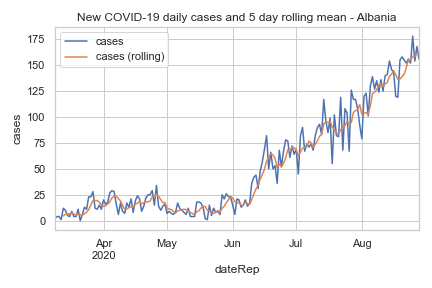 New COVID-19 daily cases and 5 day rolling mean - Albania
cases
cases (rolling)
175
150
125
100
75
50
25
0
cases
Apr
2020
May
Jun
Jul
Aug
dateRep